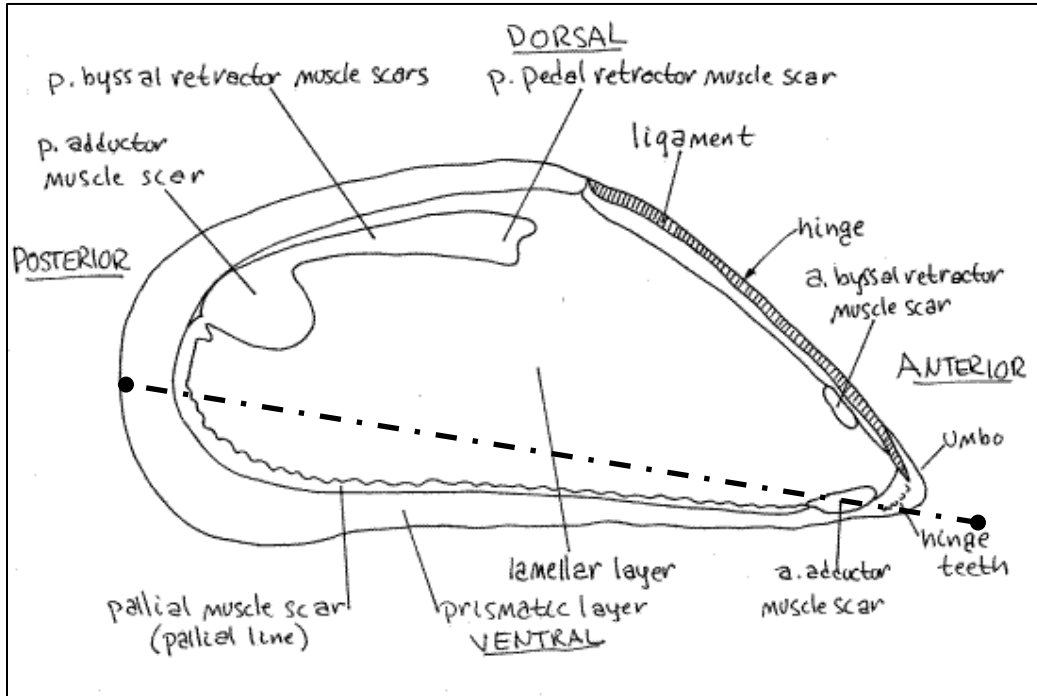 DORSAL
p. byssal retractor muscle scars
p. pedal retractor muscle scar
p. adductor
muscle scar
ligament
hinge
POSTERIOR
a. byssal retractor
muscle scar
ANTERIOR
umbo
hinge
teeth
lamellar layer
a. adductor
muscle scar
pallial muscle scar
(pallial line)
prismatic layer
VENTRAL